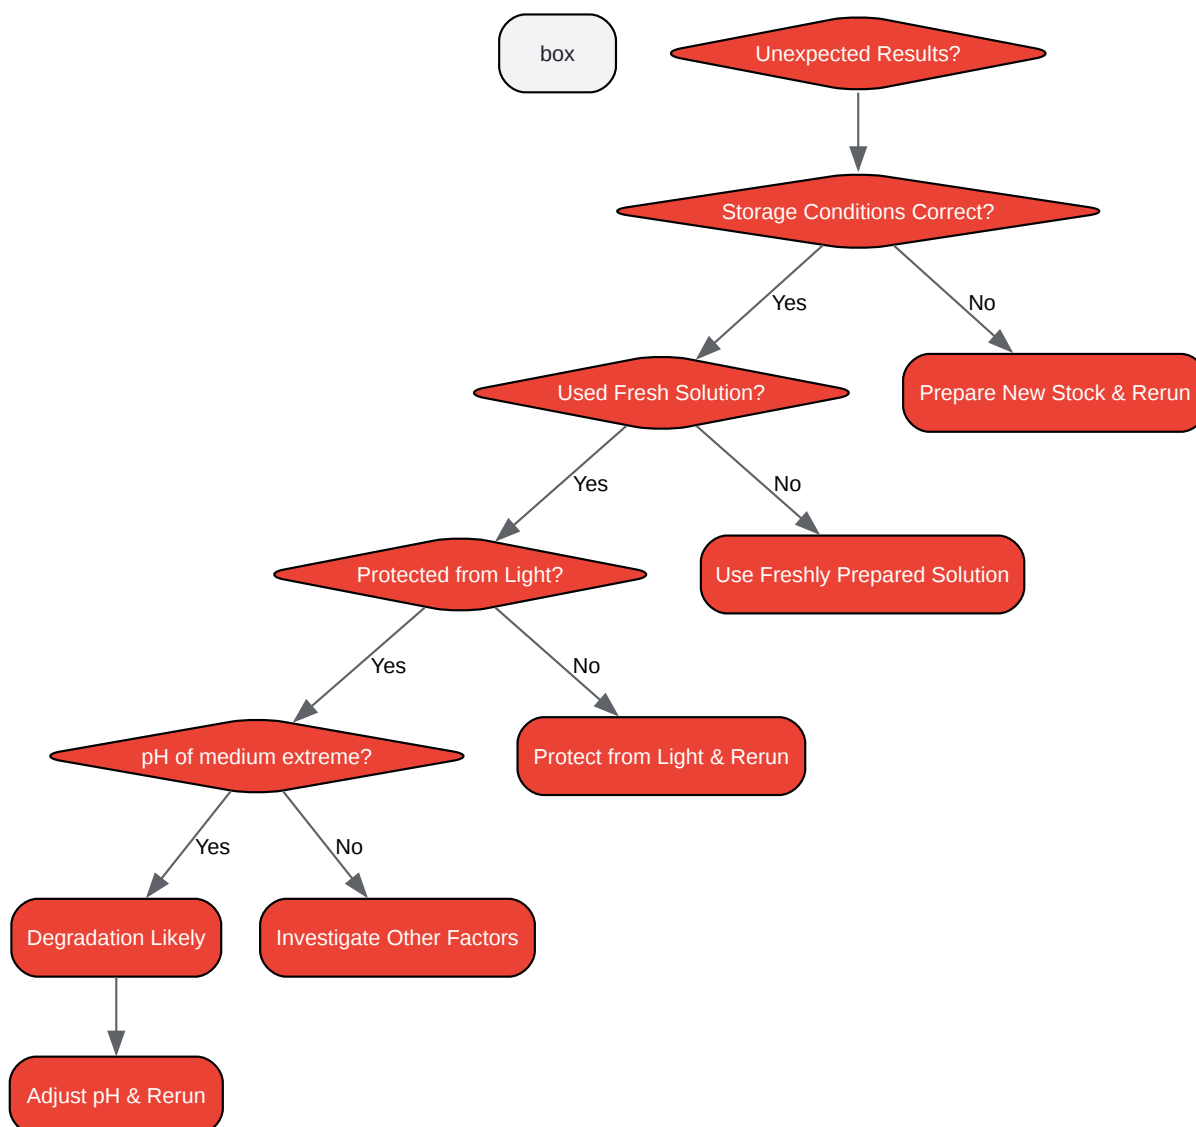 box
Unexpected Results?
Storage Conditions Correct?
Yes
No
Used Fresh Solution?
Prepare New Stock & Rerun
Yes
No
Protected from Light?
Use Freshly Prepared Solution
Yes
No
pH of medium extreme?
Protect from Light & Rerun
Yes
No
Degradation Likely
Investigate Other Factors
Adjust pH & Rerun